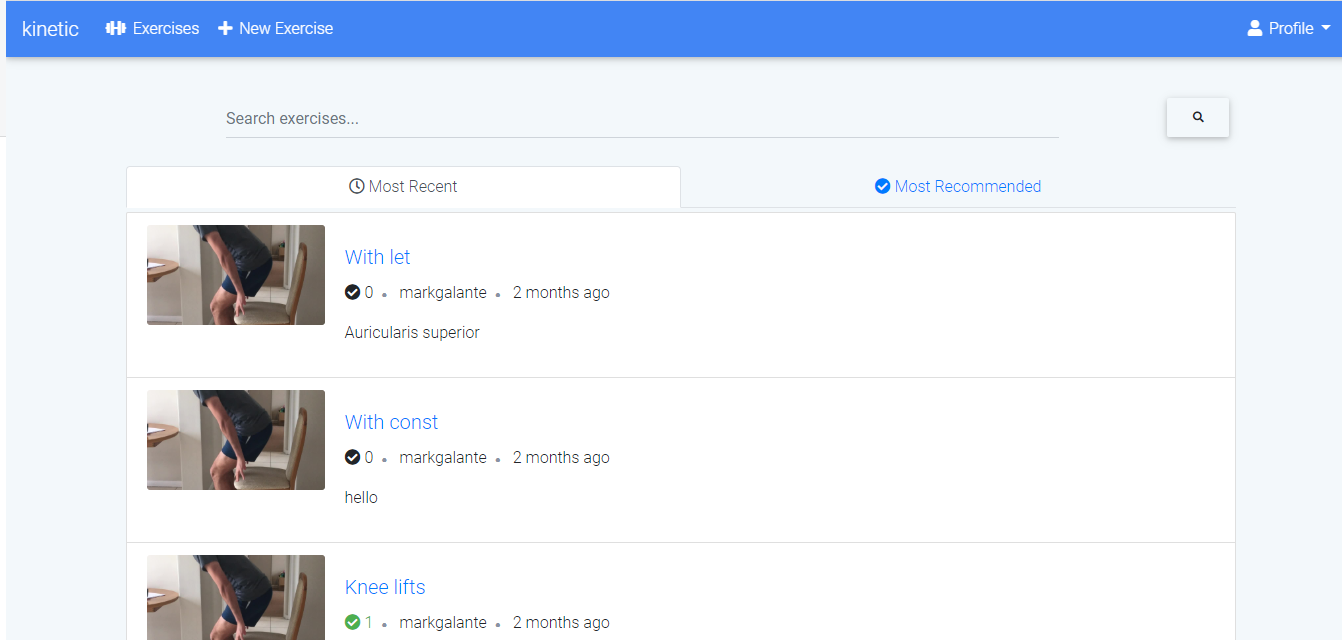 kinetic Exercises New Exercise Profile
Search exercises...
Most Recent Most Recommended
With let
0 • markgalante • 2 months ago
Auricularis superior
With const
0 • markgalante • 2 months ago
hello
Knee lifts
1 • markgalante • 2 months ago